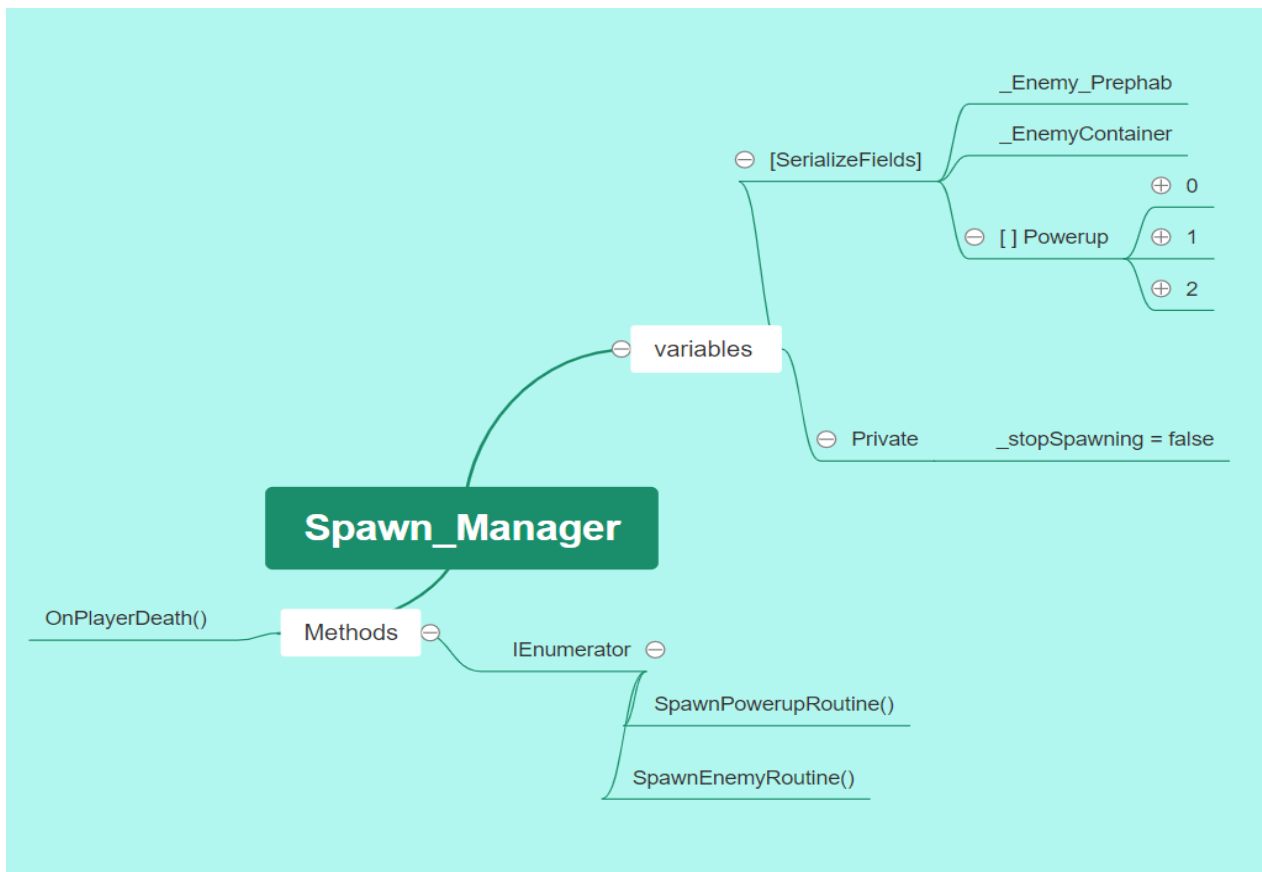 _Enemy_Prephab
_EnemyContainer
[SerializeFields]
0
[ ] Powerup
1
2
variables
Private
_stopSpawning = false
Spawn_Manager
OnPlayerDeath()
Methods
IEnumerator
SpawnPowerupRoutine()
SpawnEnemyRoutine()